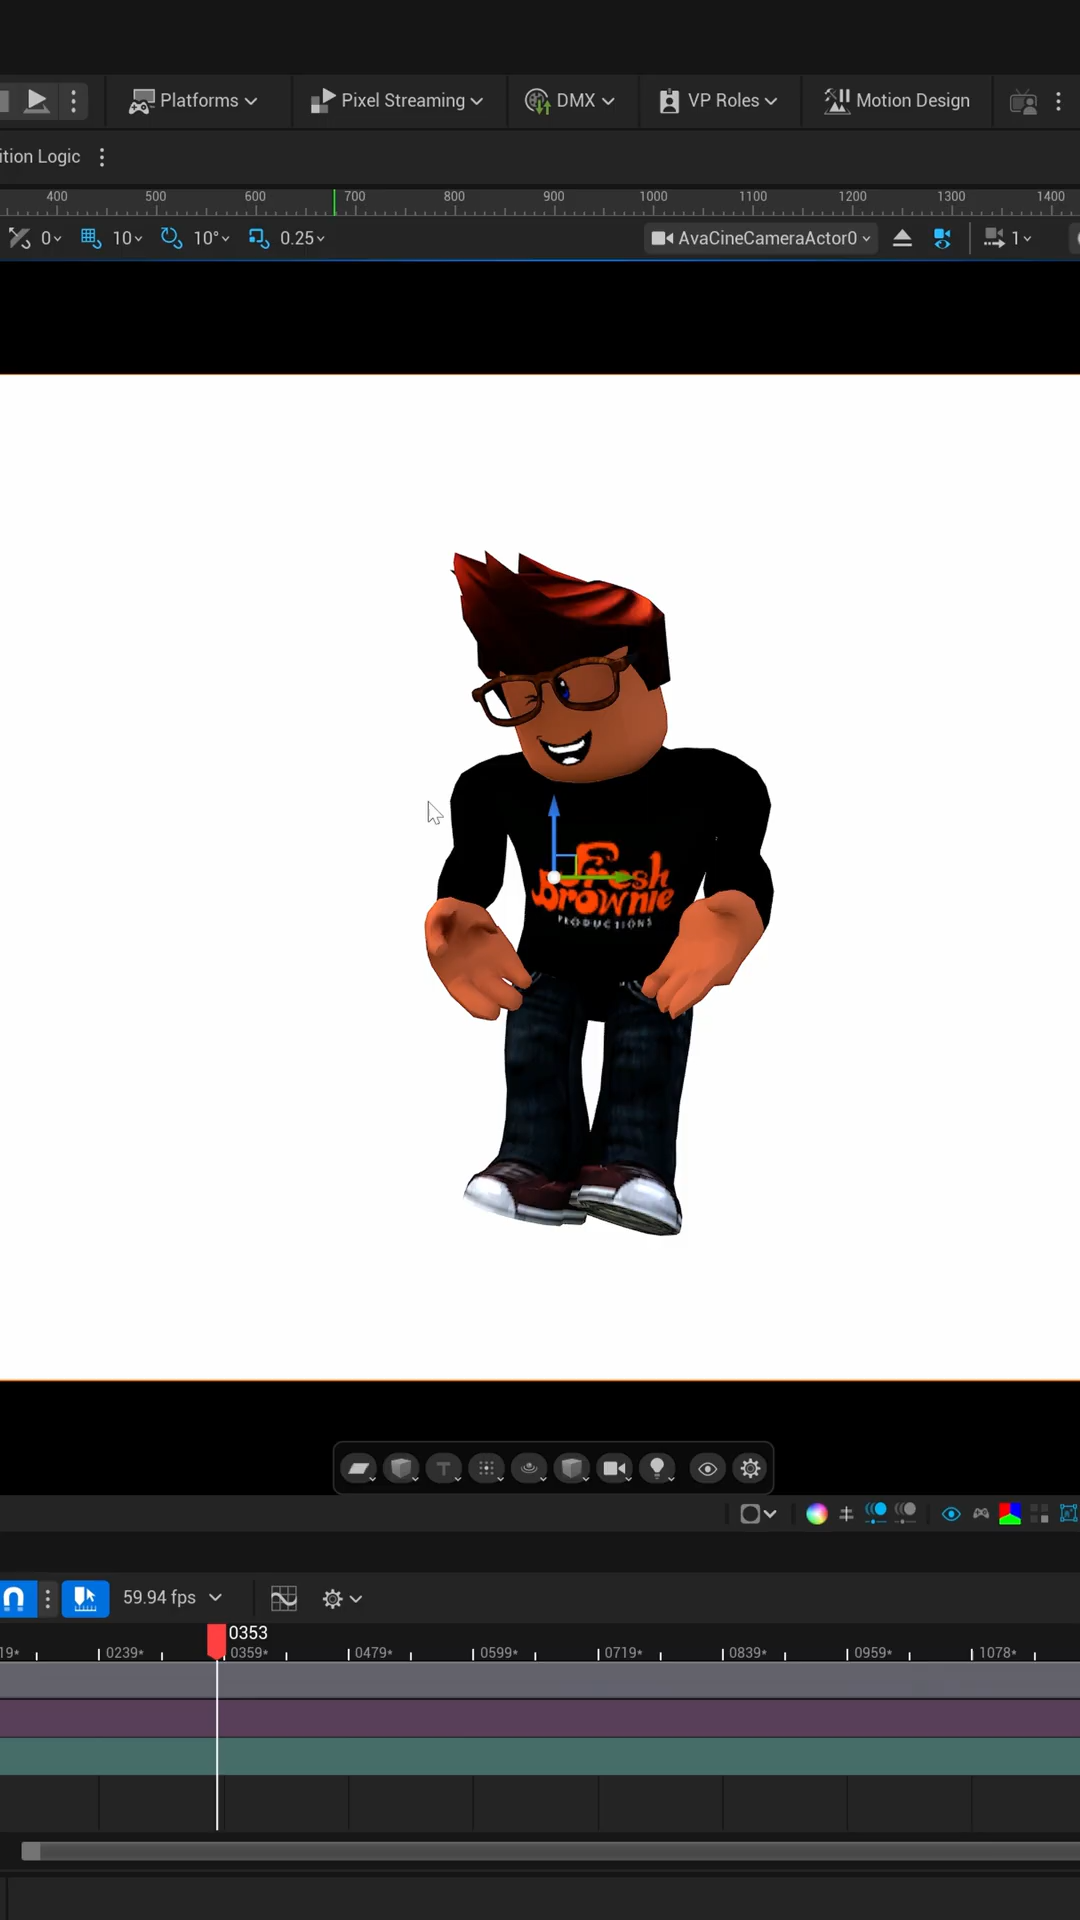 Platforms
Pixel Streaming
DMX
VP Roles
Motion Design
ition Logic
400 500 600 700 800 900 1000 1100 1200 1300 1400
0 10 10° 0.25
AvaCineCameraActor0
1
Fresh
Brownie
PRODUCTIONS
T
59.94 fps
0353
19* 0239* 0359* 0479* 0599* 0719* 0839* 0959* 1078*